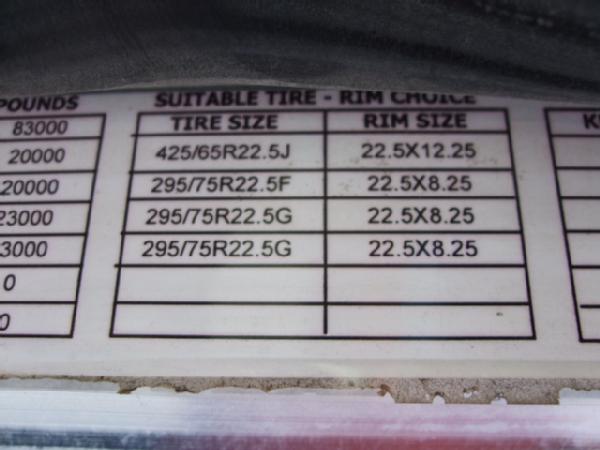 POUNDS SUITABLE TIRE - RIM CHOICE
83000 TIRE SIZE RIM SIZE
20000 425/65R22.5J 22.5X12.25
20000 295/75R22.5F 22.5X8.25
23000 295/75R22.5G 22.5X8.25
3000 295/75R22.5G 22.5X8.25
0
0